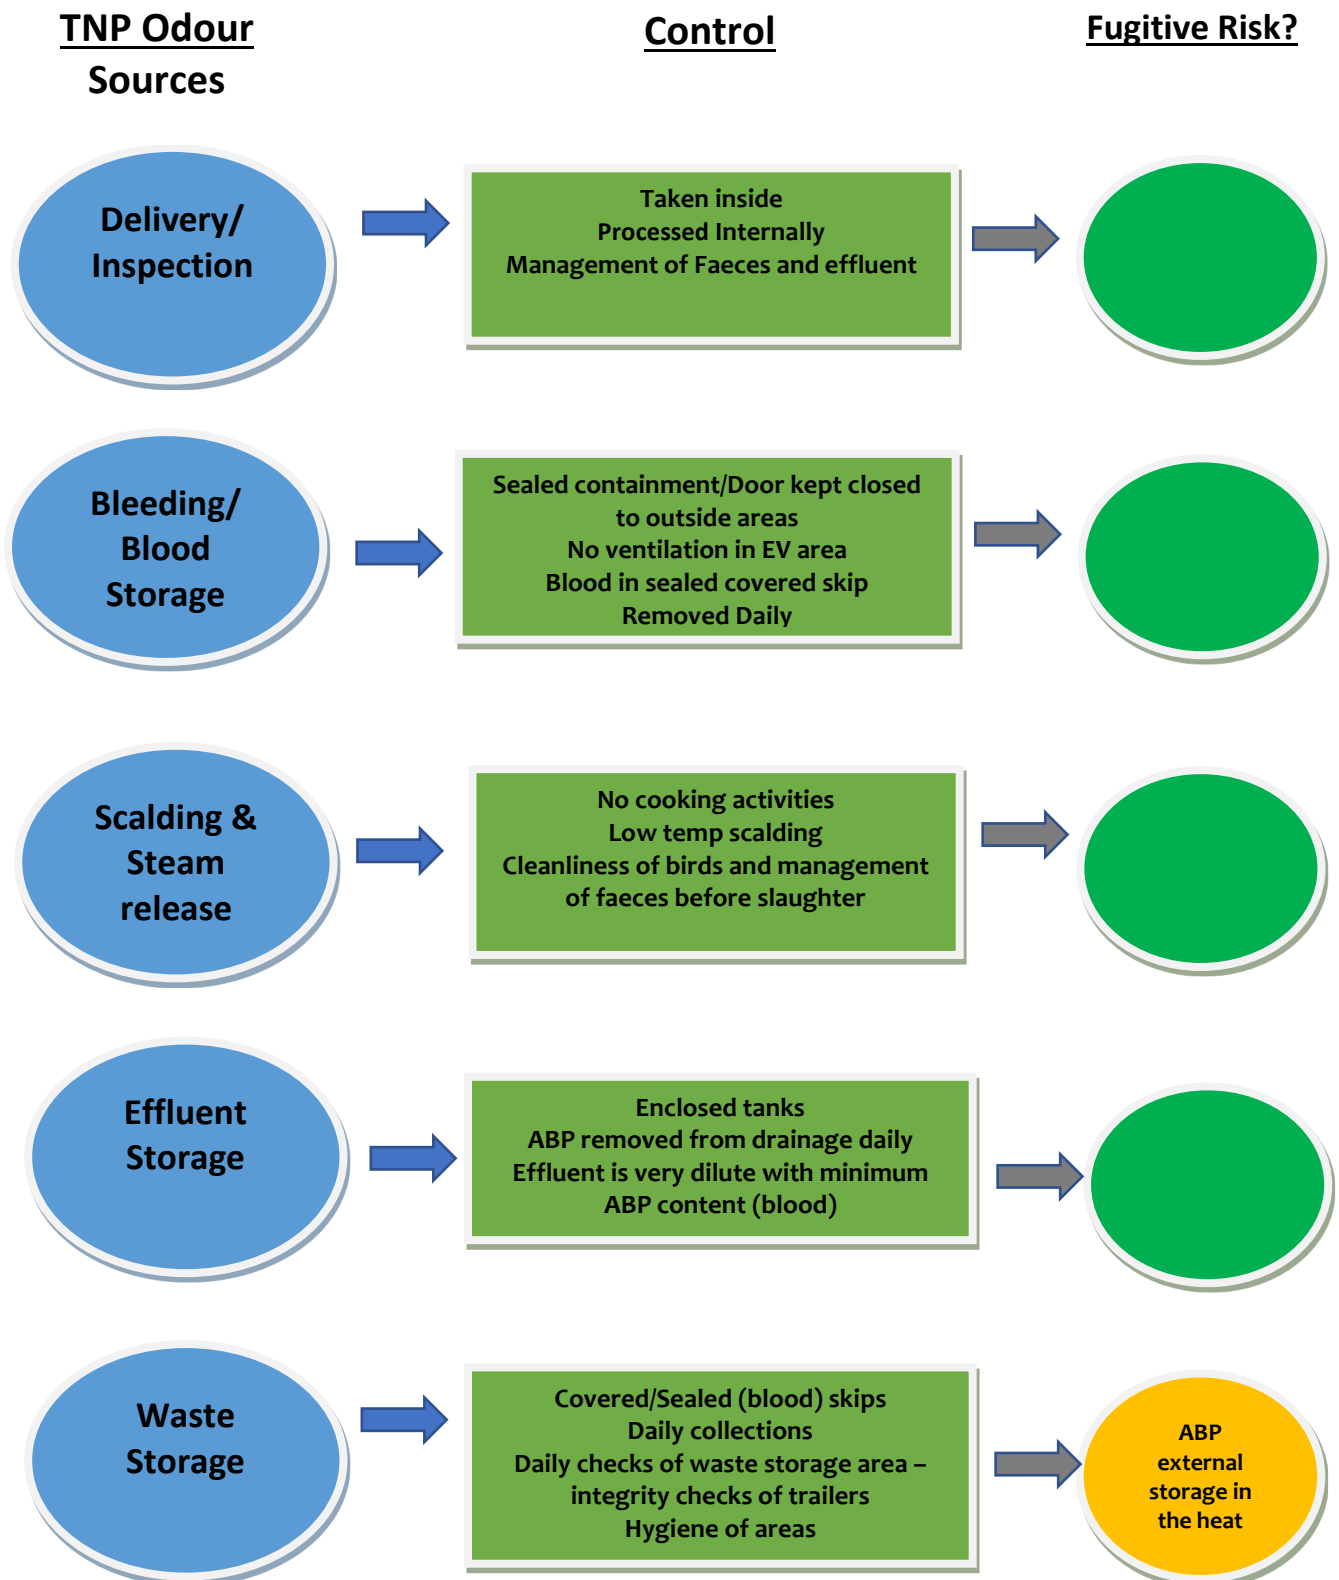 TNP Odour
Sources
Control
Fugitive Risk?
Delivery/
Inspection
Taken inside
Processed Internally
Management of Faeces and effluent
Bleeding/
Blood
Storage
Sealed containment/Door kept closed
to outside areas
No ventilation in EV area
Blood in sealed covered skip
Removed Daily
Scalding &
Steam
release
No cooking activities
Low temp scalding
Cleanliness of birds and management
of faeces before slaughter
Effluent
Storage
Enclosed tanks
ABP removed from drainage daily
Effluent is very dilute with minimum
ABP content (blood)
Waste
Storage
Covered/Sealed (blood) skips
Daily collections
Daily checks of waste storage area –
integrity checks of trailers
Hygiene of areas
ABP
external
storage in
the heat